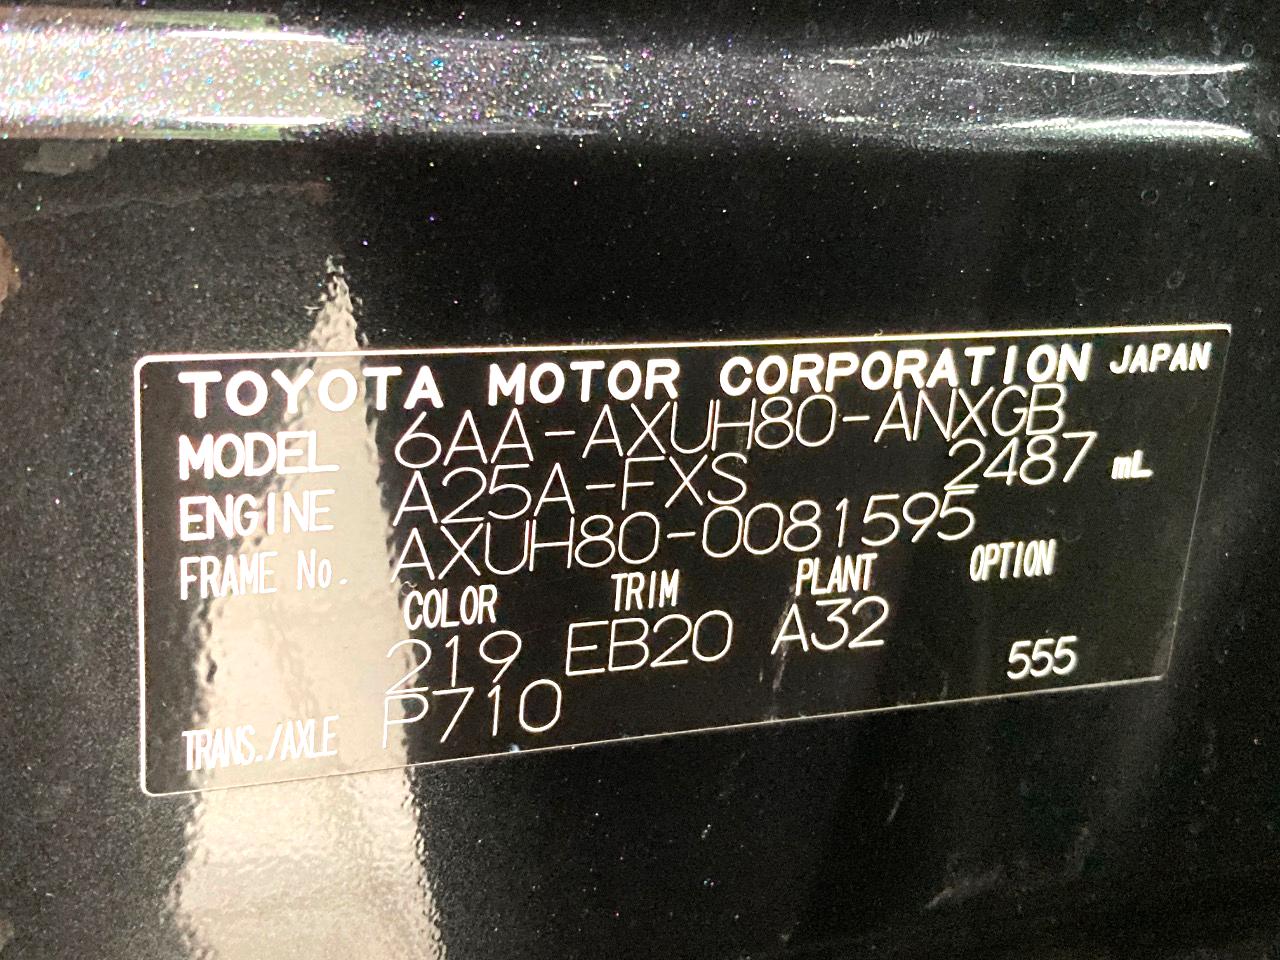 TOYOTA MOTOR CORPORATION JAPAN
MODEL 6AA-AXUH80-ANXGB
ENGINE A25A-FXS 2487 mL
FRAME No. AXUH80-0081595
COLOR TRIM PLANT OPTION
219 EB20 A32 555
TRANS./AXLE P710